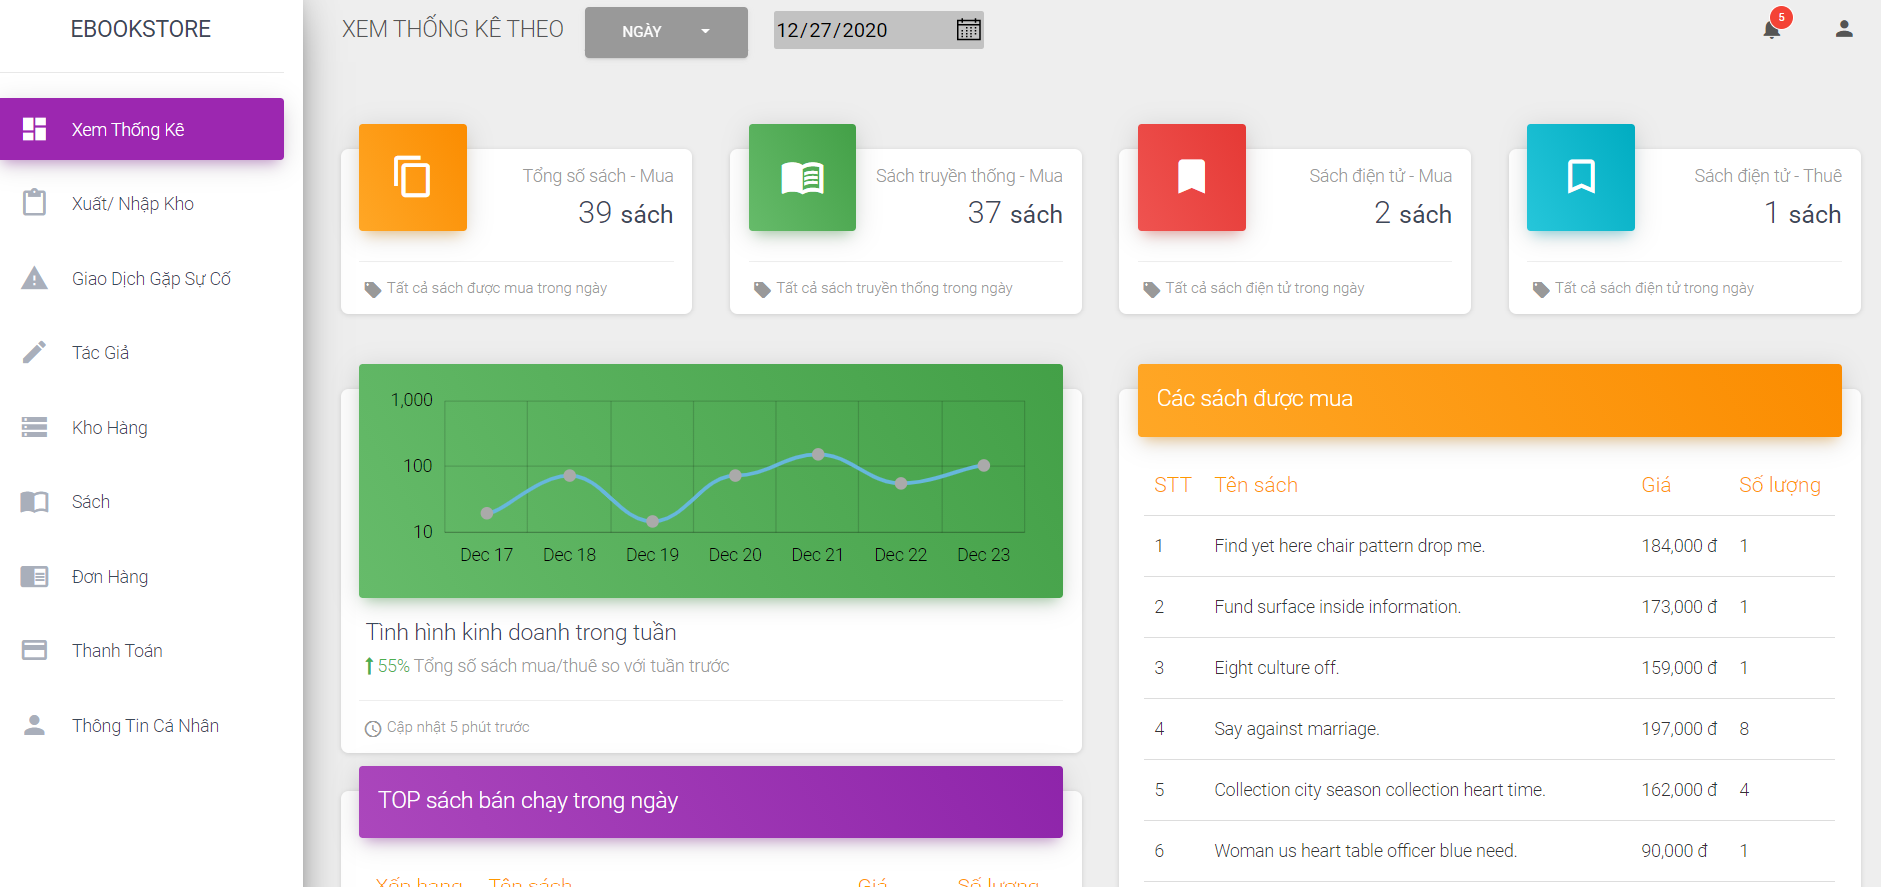 EBOOKSTORE
Xem Thống Kê
Xuất/ Nhập Kho
Giao Dịch Gặp Sự Cố
Tác Giả
Kho Hàng
Sách
Đơn Hàng
Thanh Toán
Thông Tin Cá Nhân
XEM THỐNG KÊ THEO NGÀY 12/27/2020 5
Tổng số sách - Mua
39 sách
Tất cả sách được mua trong ngày
Sách truyền thống - Mua
37 sách
Tất cả sách truyền thống trong ngày
Sách điện tử - Mua
2 sách
Tất cả sách điện tử trong ngày
Sách điện tử - Thuê
1 sách
Tất cả sách điện tử trong ngày
1,000
100
10
Dec 17 Dec 18 Dec 19 Dec 20 Dec 21 Dec 22 Dec 23
Tình hình kinh doanh trong tuần
55% Tổng số sách mua/thuê so với tuần trước
Cập nhật 5 phút trước
TOP sách bán chạy trong ngày
Xếp hạng Tên sách Giá Số lượng
Các sách được mua
STT Tên sách Giá Số lượng
1 Find yet here chair pattern drop me. 184,000 đ 1
2 Fund surface inside information. 173,000 đ 1
3 Eight culture off. 159,000 đ 1
4 Say against marriage. 197,000 đ 8
5 Collection city season collection heart time. 162,000 đ 4
6 Woman us heart table officer blue need. 90,000 đ 1